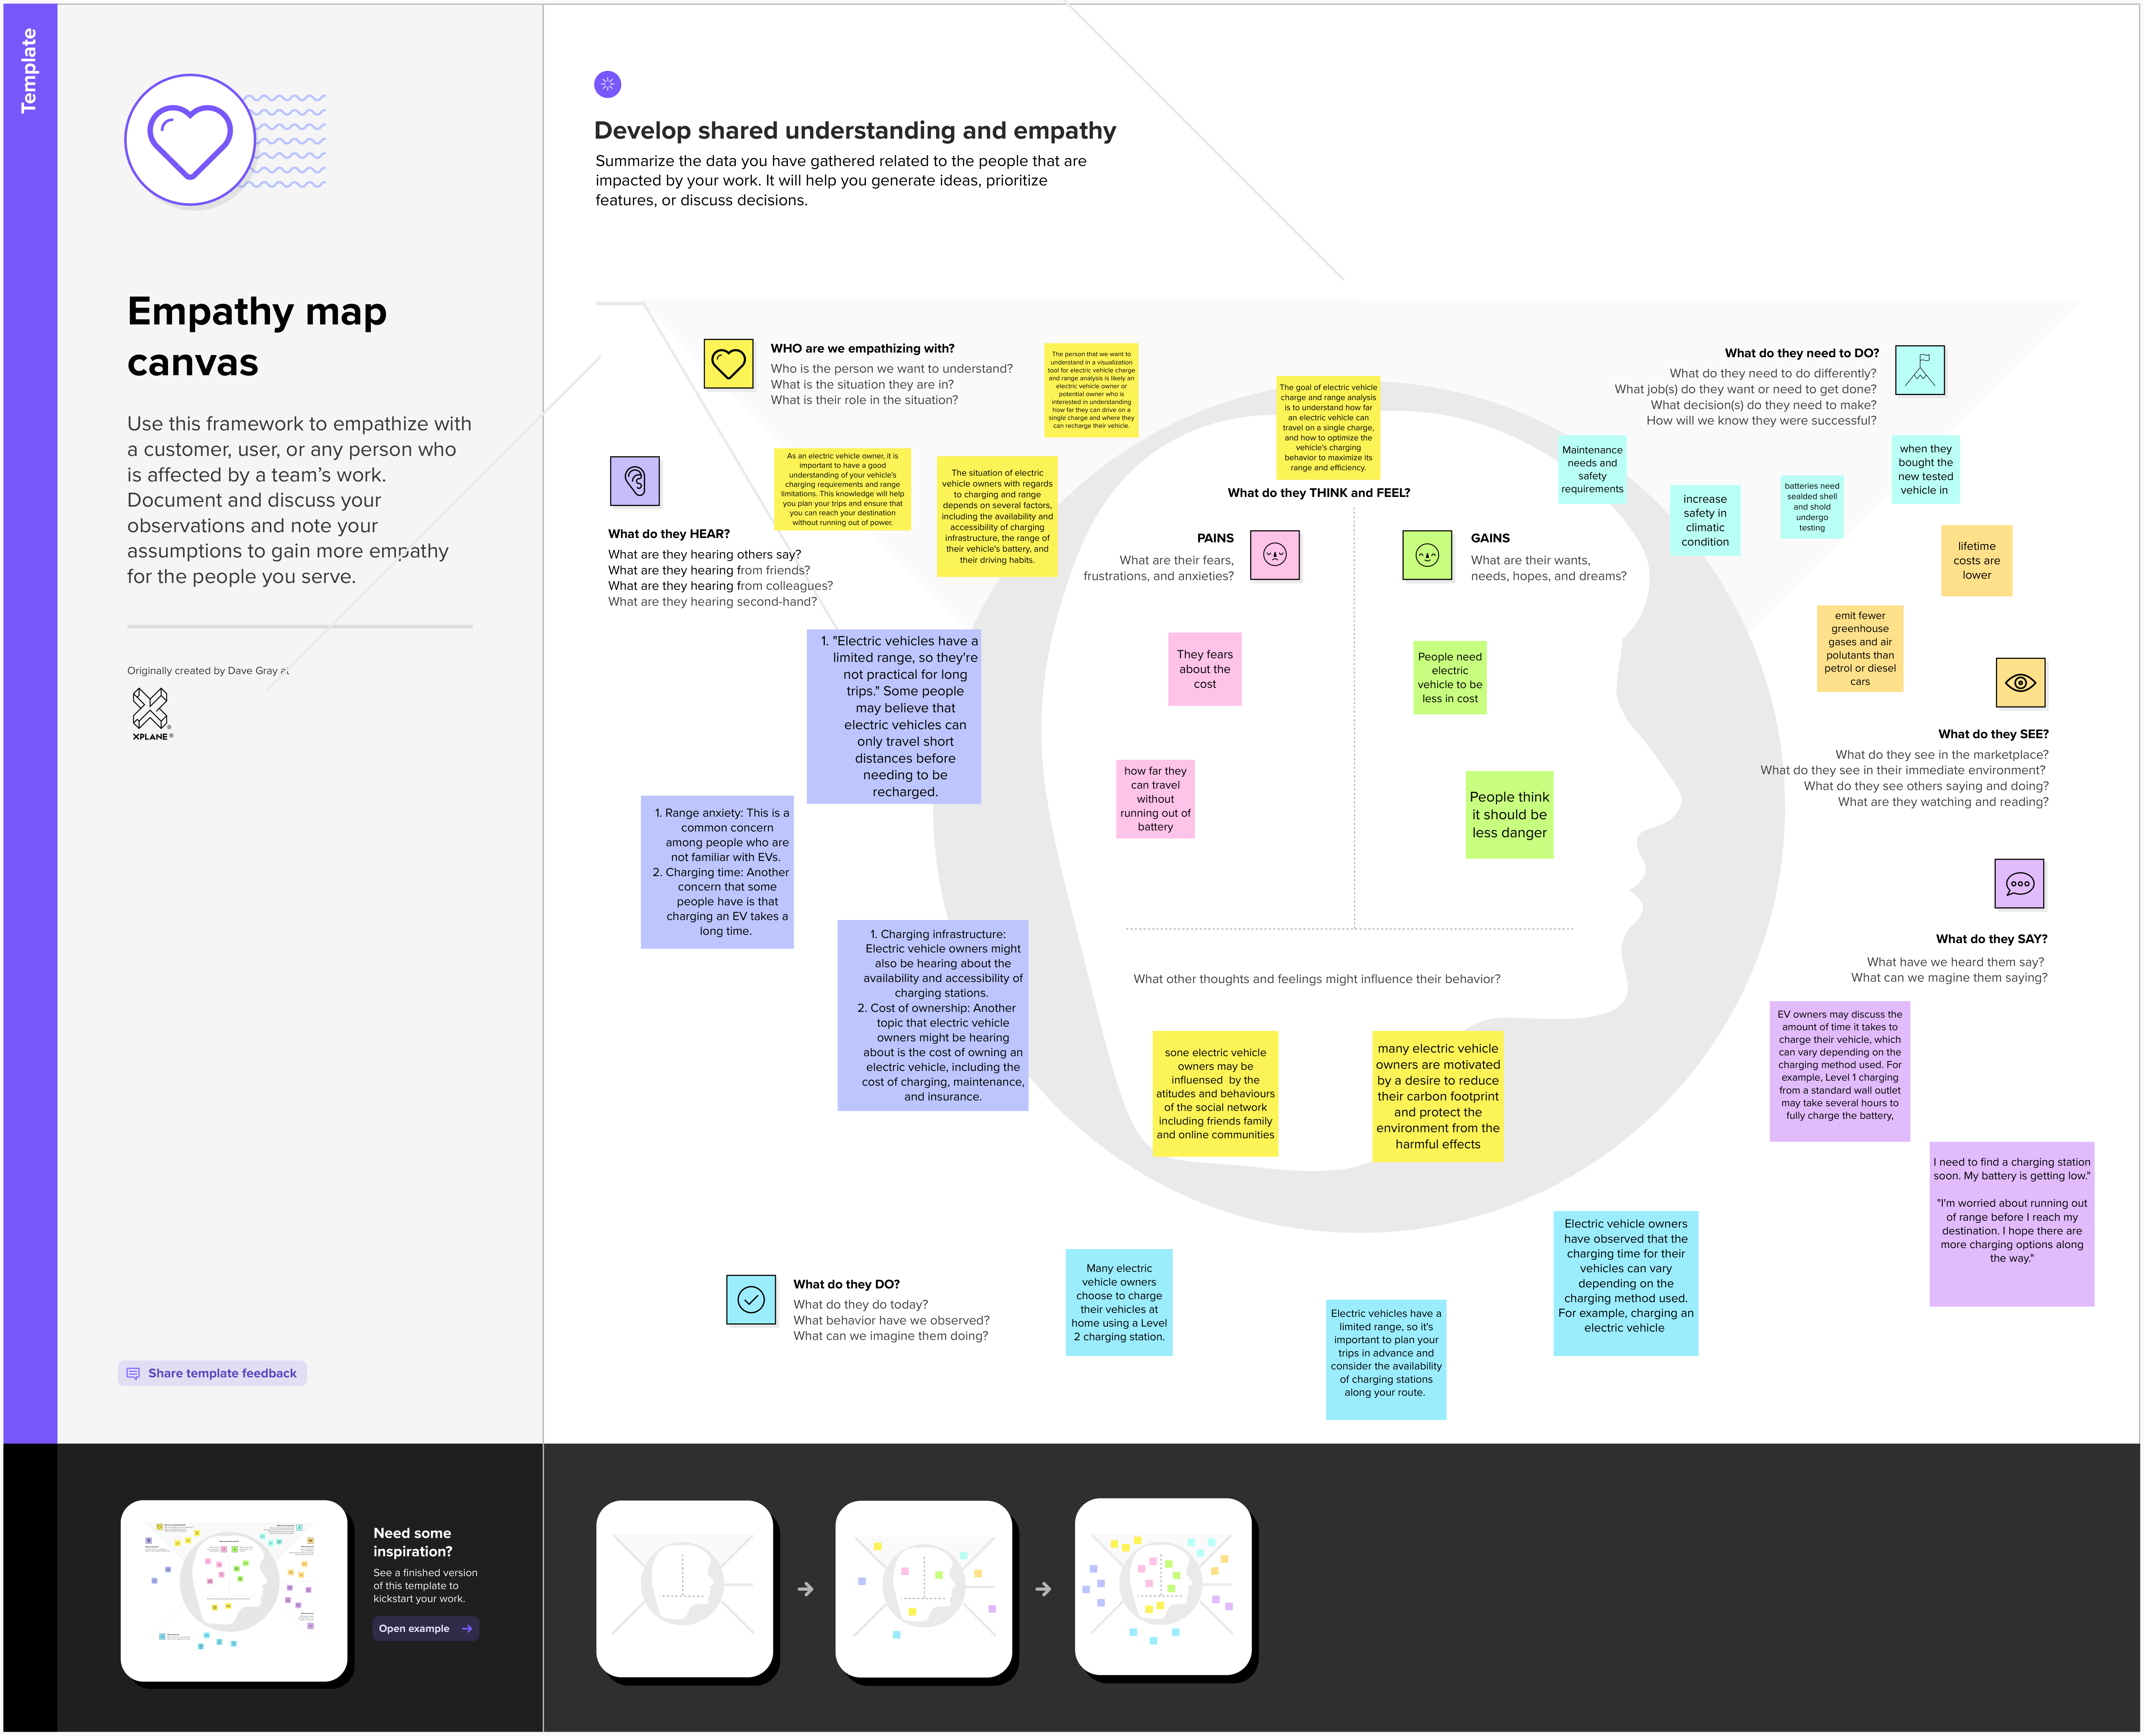 Template
Empathy map
canvas
Use this framework to empathize with
a customer, user, or any person who
is affected by a team's work.
Document and discuss your
observations and note your
assumptions to gain more empathy
for the people you serve.
Originally created by Dave Gray at
XPLANE®
Share template feedback
Develop shared understanding and empathy
Summarize the data you have gathered related to the people that are
impacted by your work. It will help you generate ideas, prioritize
features, or discuss decisions.
WHO are we empathizing with?
Who is the person we want to understand?
What is the situation they are in?
What is their role in the situation?
The person that we want to
understand in a visualization
tool for electric vehicle charge
and range analysis is likely an
electric vehicle owner or
potential owner who is
interested in understanding
how far they can drive on a
single charge and where they
can recharge their vehicle.
As an electric vehicle owner, it is
important to have a good
understanding of your vehicle's
charging requirements and range
limitations. This knowledge will help
you plan your trips and ensure that
you can reach your destination
without running out of power.
The situation of electric
vehicle owners with regards
to charging and range
depends on several factors,
including the availability and
accessibility of charging
infrastructure, the range of
their vehicle's battery, and
their driving habits.
The goal of electric vehicle
charge and range analysis
is to understand how far
an electric vehicle can
travel on a single charge,
and how to optimize the
vehicle's charging
behavior to maximize its
range and efficiency.
What do they need to DO?
What do they need to do differently?
What job(s) do they want or need to get done?
What decision(s) do they need to make?
How will we know they were successful?
Maintenance
needs and
safety
requirements
increase
safety in
climatic
condition
batteries need
sealded shell
and shold
undergo
testing
when they
bought the
new tested
vehicle in
What do they HEAR?
What are they hearing others say?
What are they hearing from friends?
What are they hearing from colleagues?
What are they hearing second-hand?
1. "Electric vehicles have a
limited range, so they're
not practical for long
trips." Some people
may believe that
electric vehicles can
only travel short
distances before
needing to be
recharged.
1. Range anxiety: This is a
common concern
among people who are
not familiar with EVs.
2. Charging time: Another
concern that some
people have is that
charging an EV takes a
long time.
1. Charging infrastructure:
Electric vehicle owners might
also be hearing about the
availability and accessibility of
charging stations.
2. Cost of ownership: Another
topic that electric vehicle
owners might be hearing
about is the cost of owning an
electric vehicle, including the
cost of charging, maintenance,
and insurance.
What do they THINK and FEEL?
PAINS
What are their fears,
frustrations, and anxieties?
They fears
about the
cost
how far they
can travel
without
running out of
battery
GAINS
What are their wants,
needs, hopes, and dreams?
People need
electric
vehicle to be
less in cost
People think
it should be
less danger
What other thoughts and feelings might influence their behavior?
sone electric vehicle
owners may be
influensed by the
atitudes and behaviours
of the social network
including friends family
and online communities
many electric vehicle
owners are motivated
by a desire to reduce
their carbon footprint
and protect the
environment from the
harmful effects
lifetime
costs are
lower
emit fewer
greenhouse
gases and air
polutants than
petrol or diesel
cars
What do they SEE?
What do they see in the marketplace?
What do they see in their immediate environment?
What do they see others saying and doing?
What are they watching and reading?
What do they SAY?
What have we heard them say?
What can we magine them saying?
EV owners may discuss the
amount of time it takes to
charge their vehicle, which
can vary depending on the
charging method used. For
example, Level 1 charging
from a standard wall outlet
may take several hours to
fully charge the battery,
I need to find a charging station
soon. My battery is getting low."
"I'm worried about running out
of range before I reach my
destination. I hope there are
more charging options along
the way."
What do they DO?
What do they do today?
What behavior have we observed?
What can we imagine them doing?
Many electric
vehicle owners
choose to charge
their vehicles at
home using a Level
2 charging station.
Electric vehicles have a
limited range, so it's
important to plan your
trips in advance and
consider the availability
of charging stations
along your route.
Electric vehicle owners
have observed that the
charging time for their
vehicles can vary
depending on the
charging method used.
For example, charging an
electric vehicle
Need some
inspiration?
See a finished version
of this template to
kickstart your work.
Open example